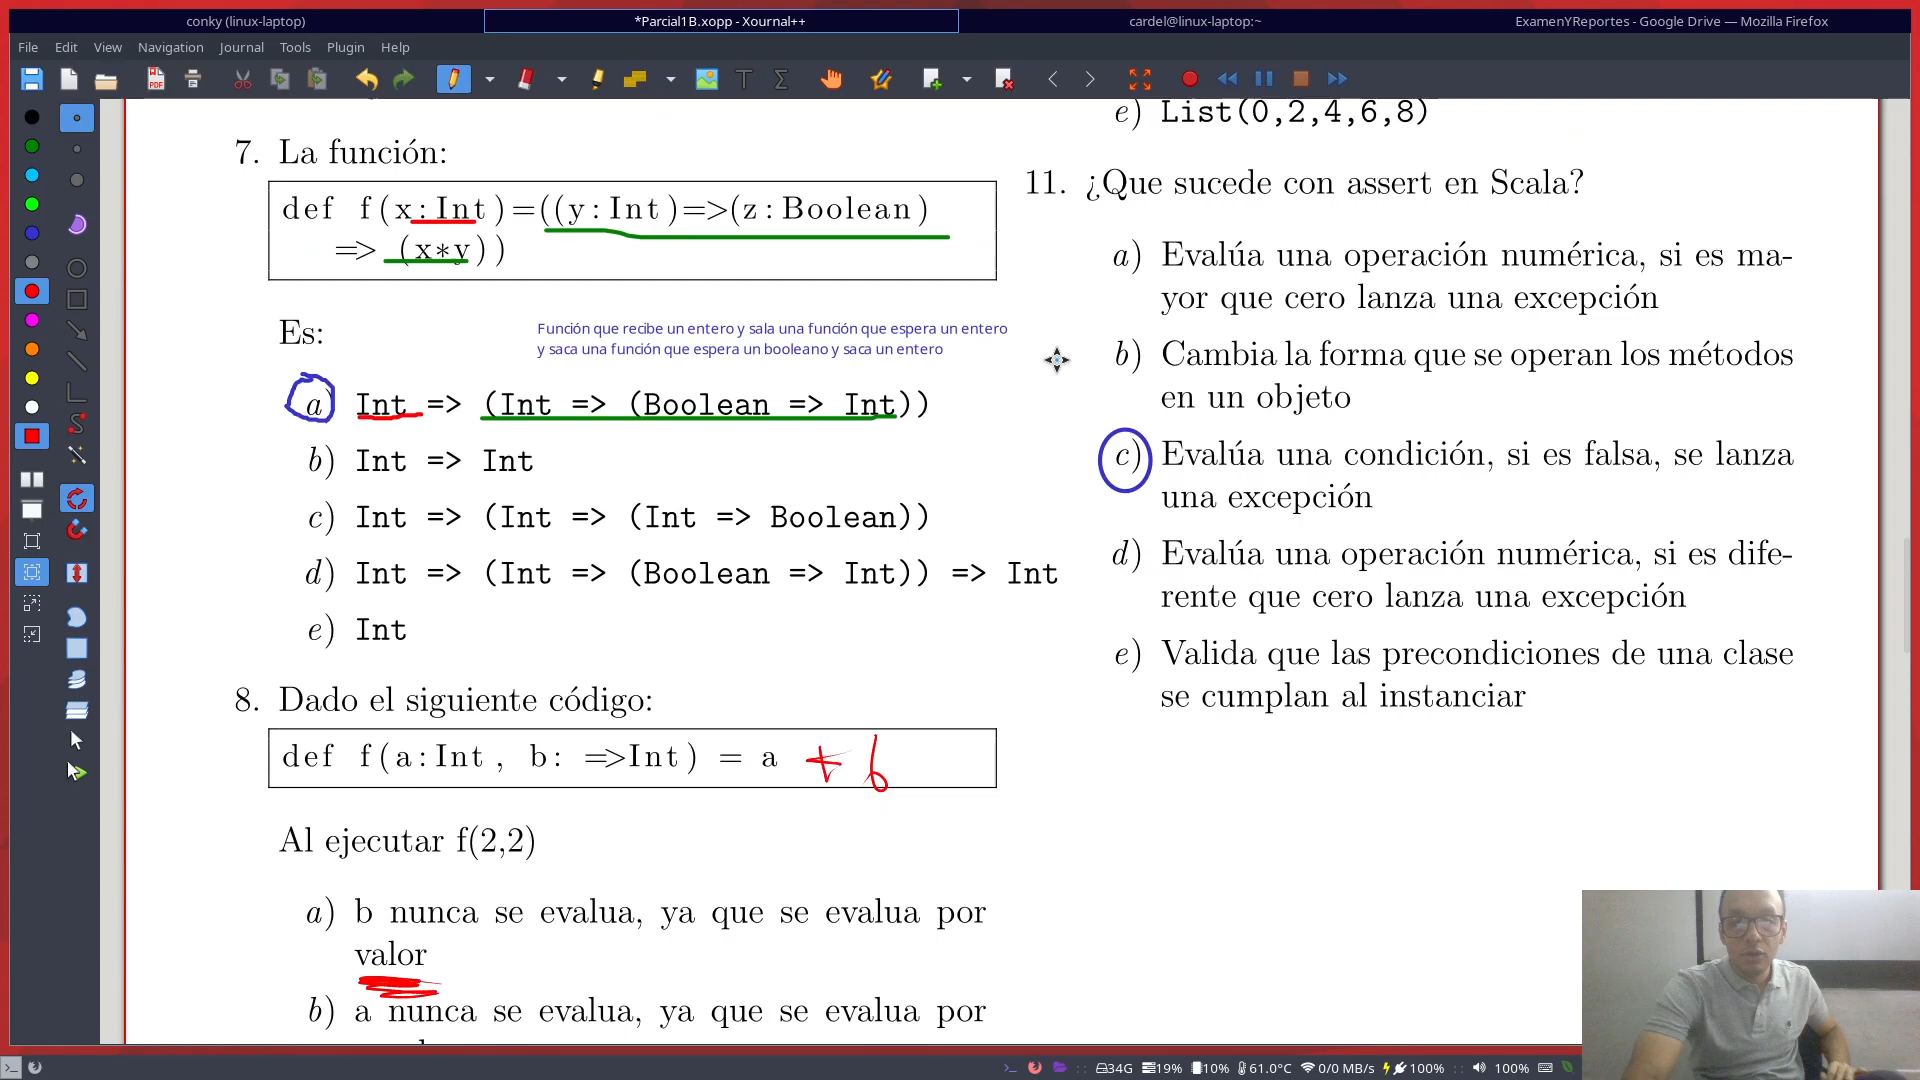 conky (linux-laptop)
*Parcial1B.xopp - Xournal++
cardel@linux-laptop:~
ExamenYReportes - Google Drive — Mozilla Firefox
File Edit View Navigation Journal Tools Plugin Help
7. La función:
def f(x:Int)=((y:Int)=>(z:Boolean)
=> (x*y))
Es:
Función que recibe un entero y sala una función que espera un entero
y saca una función que espera un booleano y saca un entero
a) Int => (Int => (Boolean => Int))
b) Int => Int
c) Int => (Int => (Int => Boolean))
d) Int => (Int => (Boolean => Int)) => Int
e) Int
8. Dado el siguiente código:
def f(a:Int, b: =>Int) = a + b
Al ejecutar f(2,2)
a) b nunca se evalua, ya que se evalua por
valor
b) a nunca se evalua, ya que se evalua por
e) List(0,2,4,6,8)
11. ¿Que sucede con assert en Scala?
a) Evalúa una operación numérica, si es ma-
yor que cero lanza una excepción
b) Cambia la forma que se operan los métodos
en un objeto
c) Evalúa una condición, si es falsa, se lanza
una excepción
d) Evalúa una operación numérica, si es dife-
rente que cero lanza una excepción
e) Valida que las precondiciones de una clase
se cumplan al instanciar
34G 19% 10% 61.0°C 0/0 MB/s 100% :: 100%